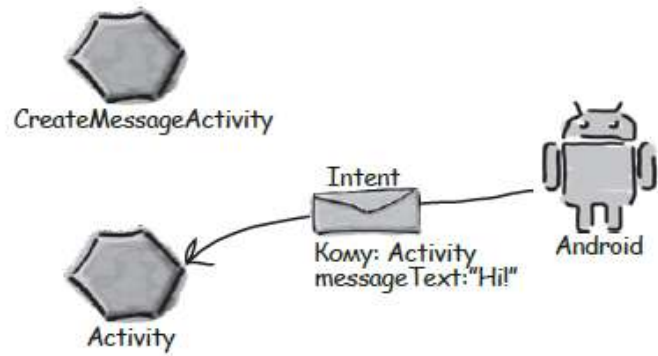 CreateMessageActivity
Intent
Кому: Activity
messageText:"Hi!"
Android
Activity